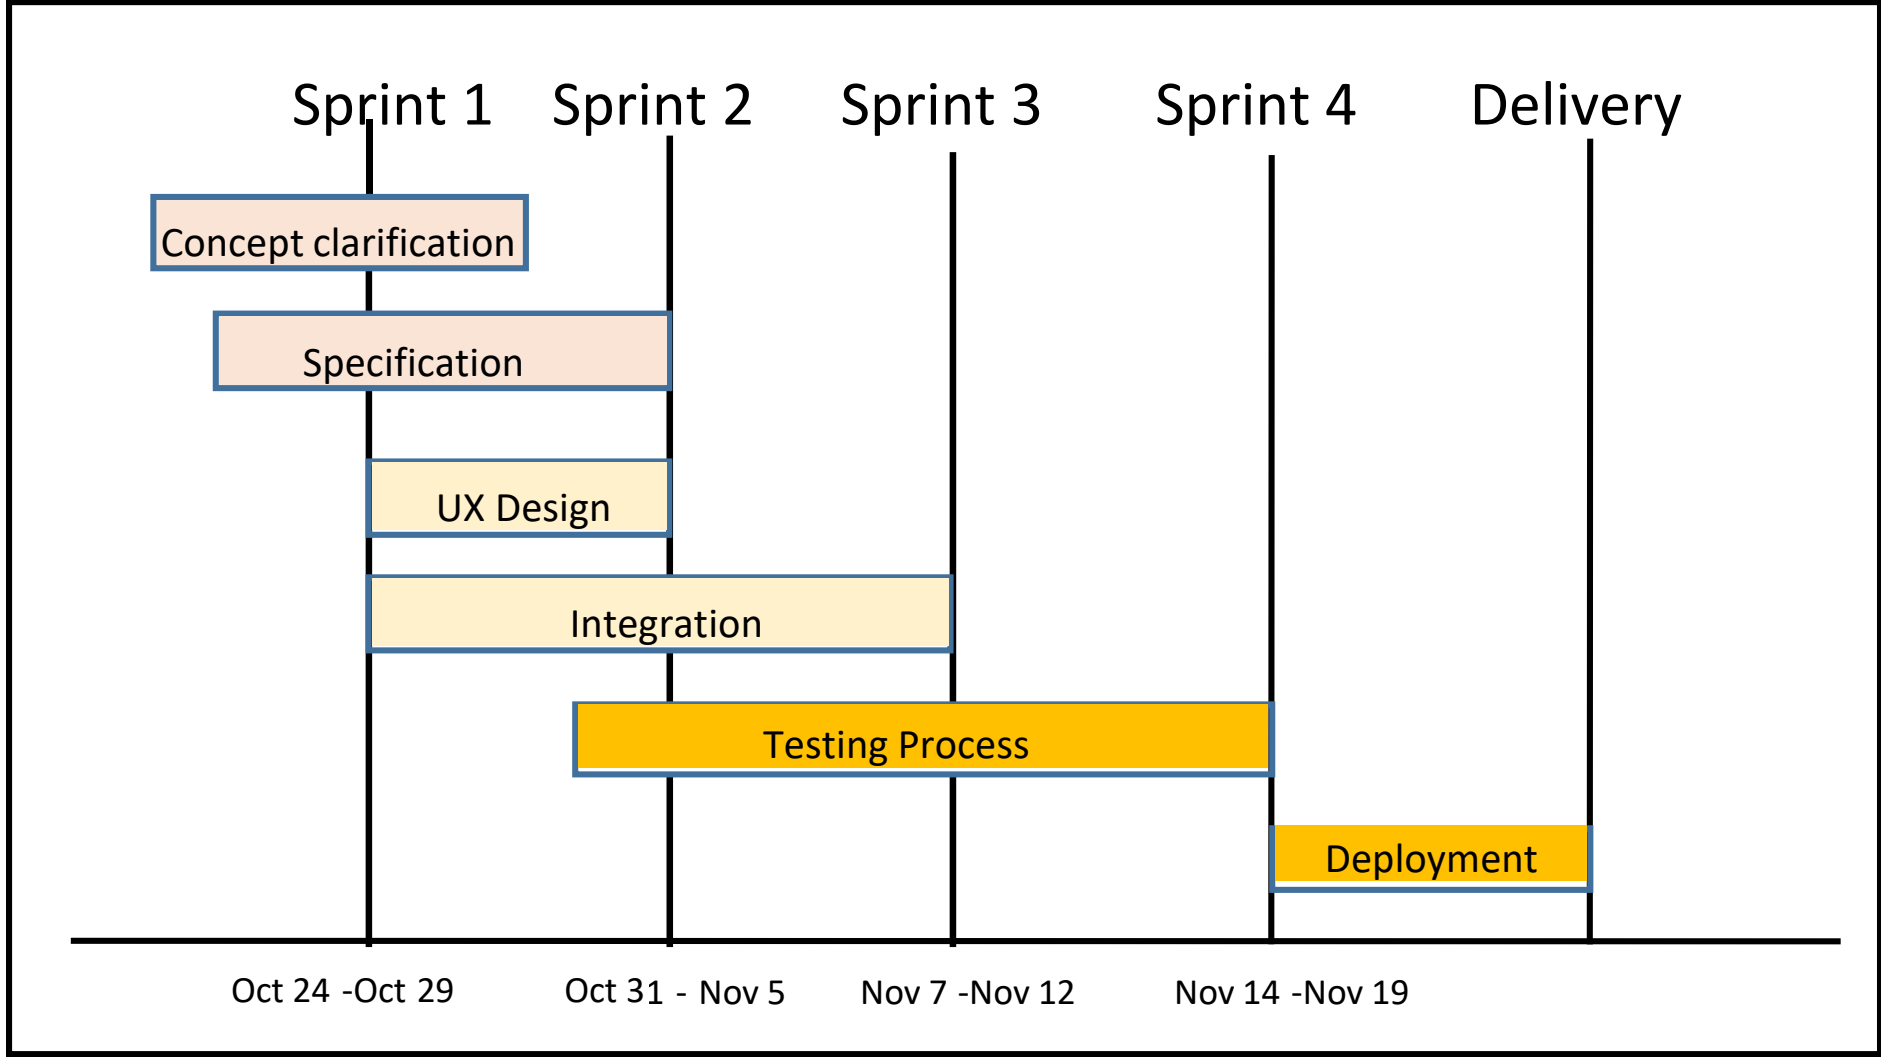 Sprint 1
Sprint 2
Sprint 3
Sprint 4
Delivery
Concept clarification
Specification
UX Design
Integration
Testing Process
Deployment
Oct 24 -Oct 29
Oct 31 - Nov 5
Nov 7 -Nov 12
Nov 14 -Nov 19